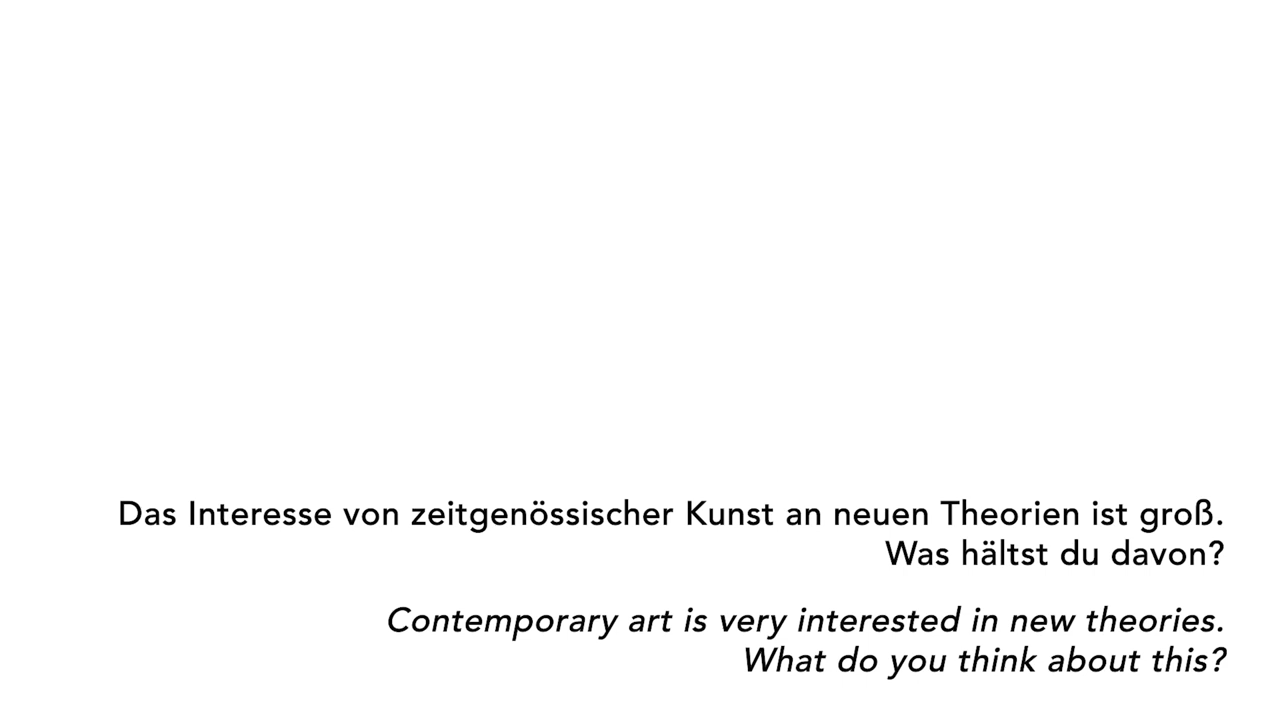 Das Interesse von zeitgenössischer Kunst an neuen Theorien ist groß.
Was hältst du davon?
Contemporary art is very interested in new theories.
What do you think about this?